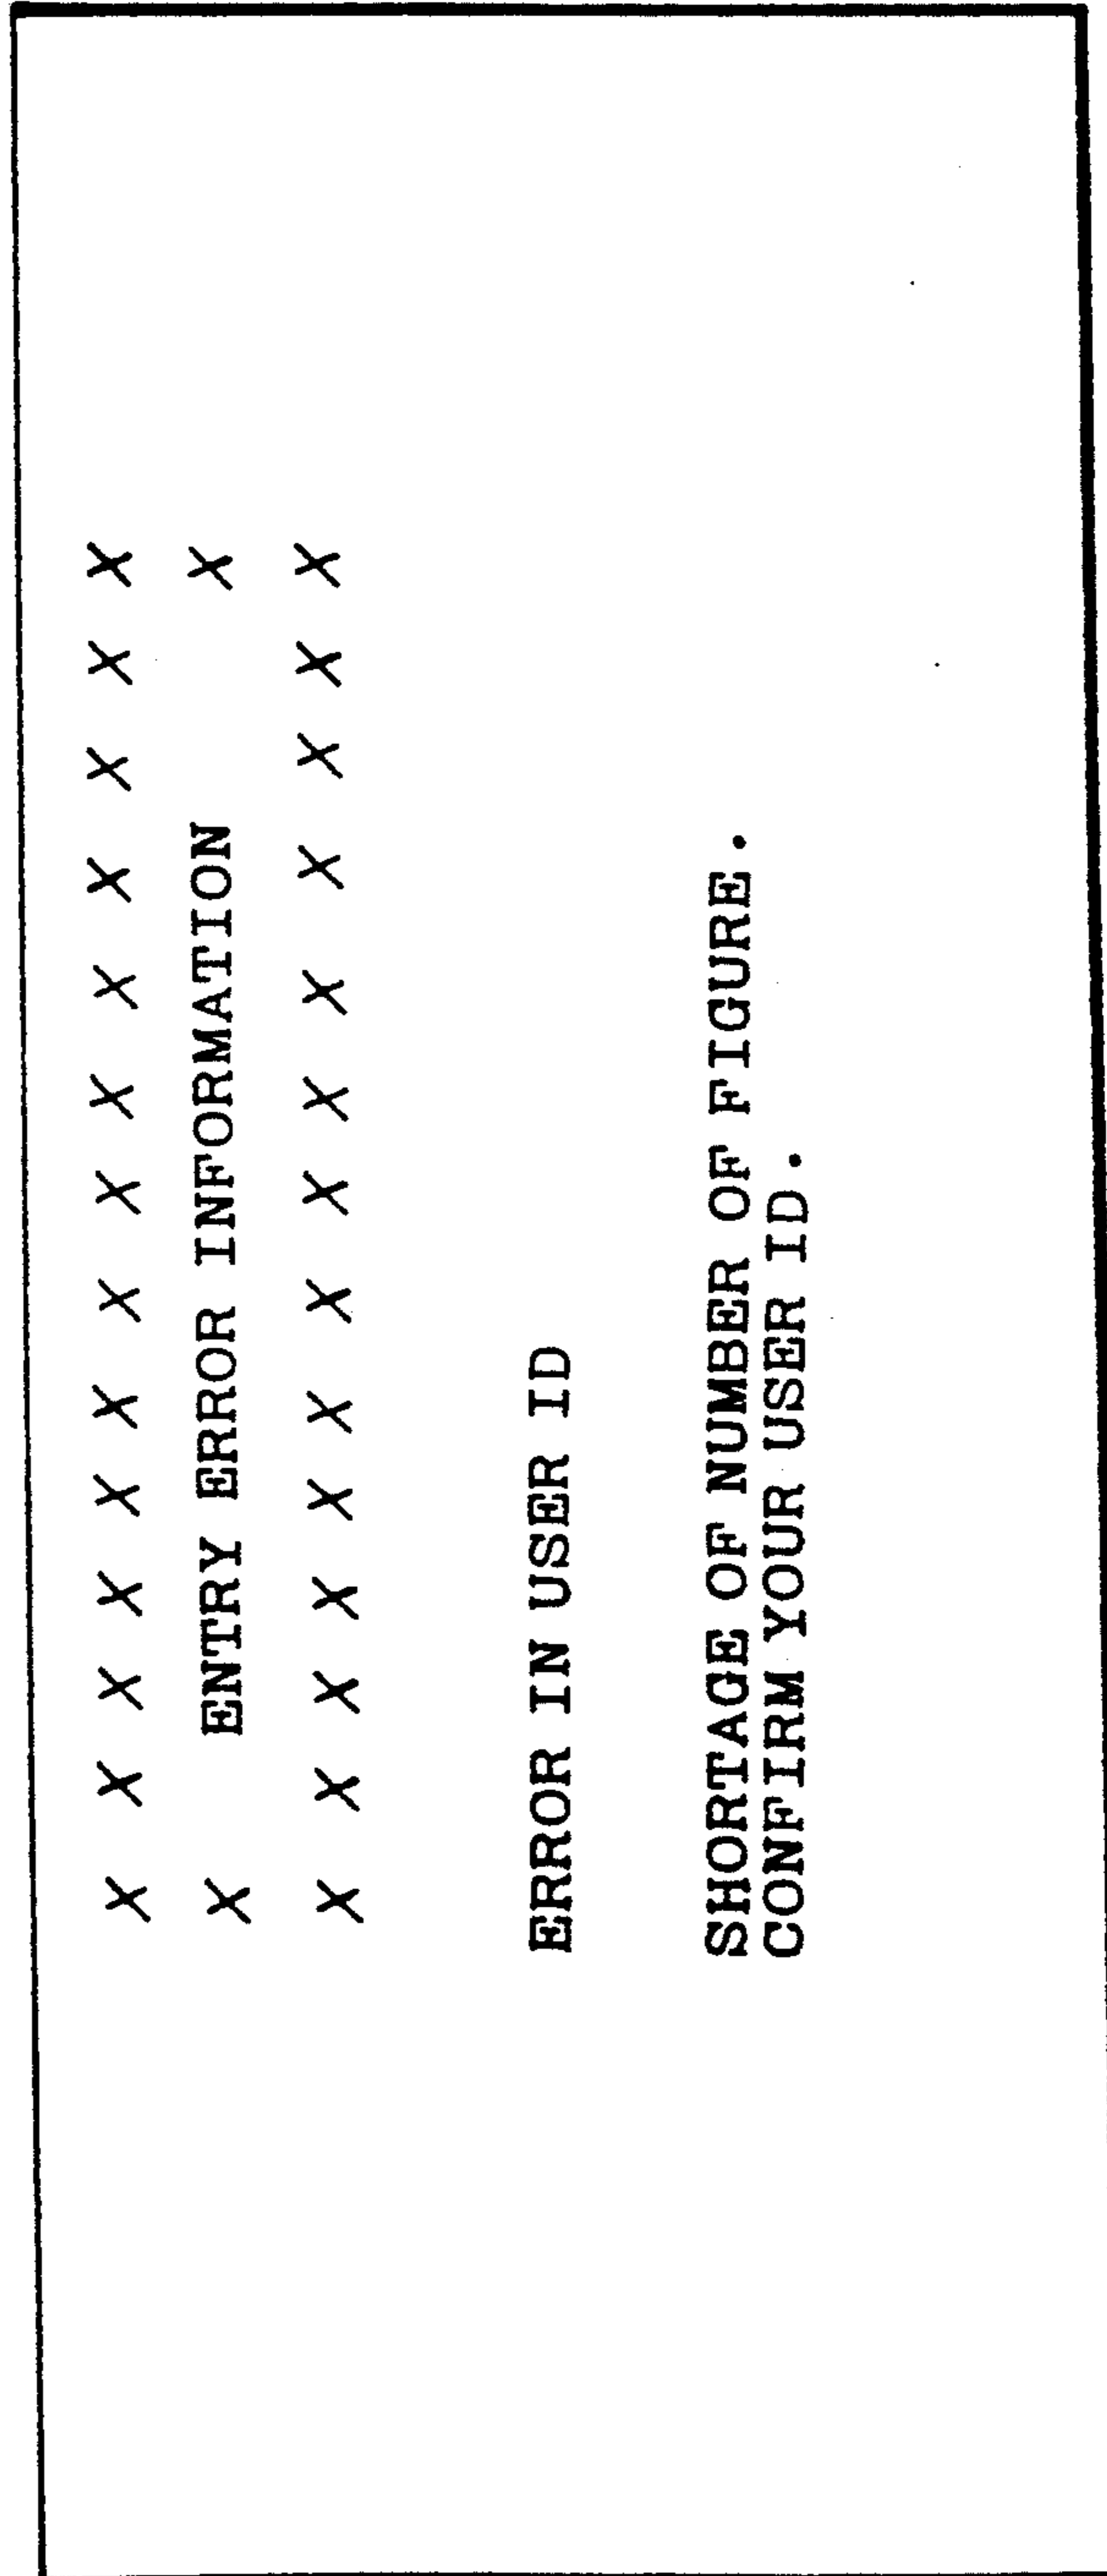 X X X X X X X X X X X X X X
X ENTRY ERROR INFORMATION X
X X X X X X X X X X X X X X
ERROR IN USER ID
SHORTAGE OF NUMBER OF FIGURE.
CONFIRM YOUR USER ID.